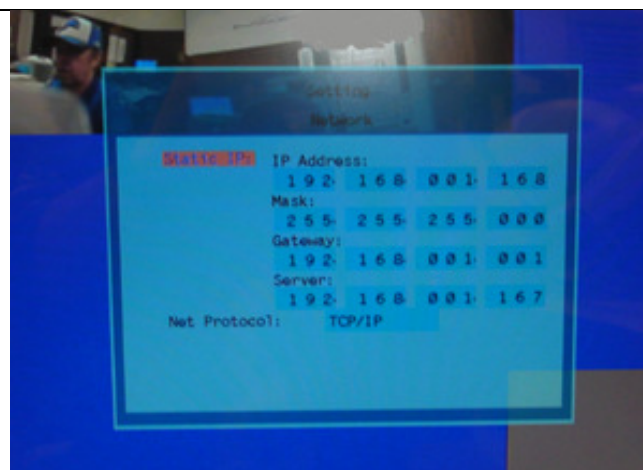 Setting
Network
Static IP: IP Address:
192. 168. 001. 168
Mask:
255. 255. 255. 000
Gateway:
192. 168. 001. 001
Server:
192. 168. 001. 167
Net Protocol: TCP/IP